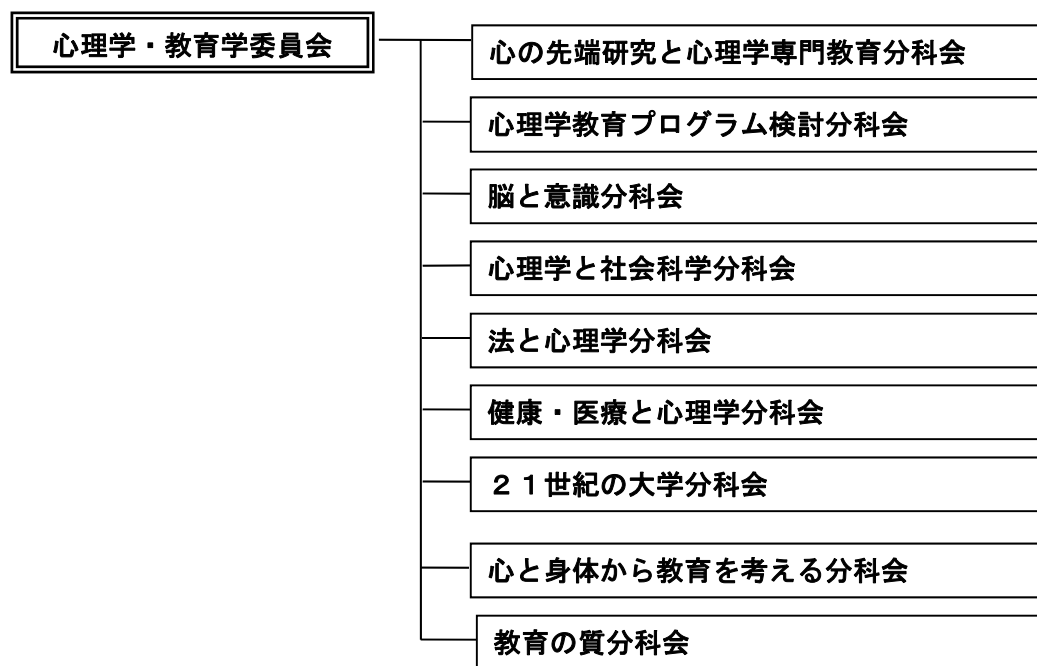 心理学・教育学委員会
心の先端研究と心理学専門教育分科会
心理学教育プログラム検討分科会
脳と意識分科会
心理学と社会科学分科会
法と心理学分科会
健康・医療と心理学分科会
２１世紀の大学分科会
心と身体から教育を考える分科会
教育の質分科会